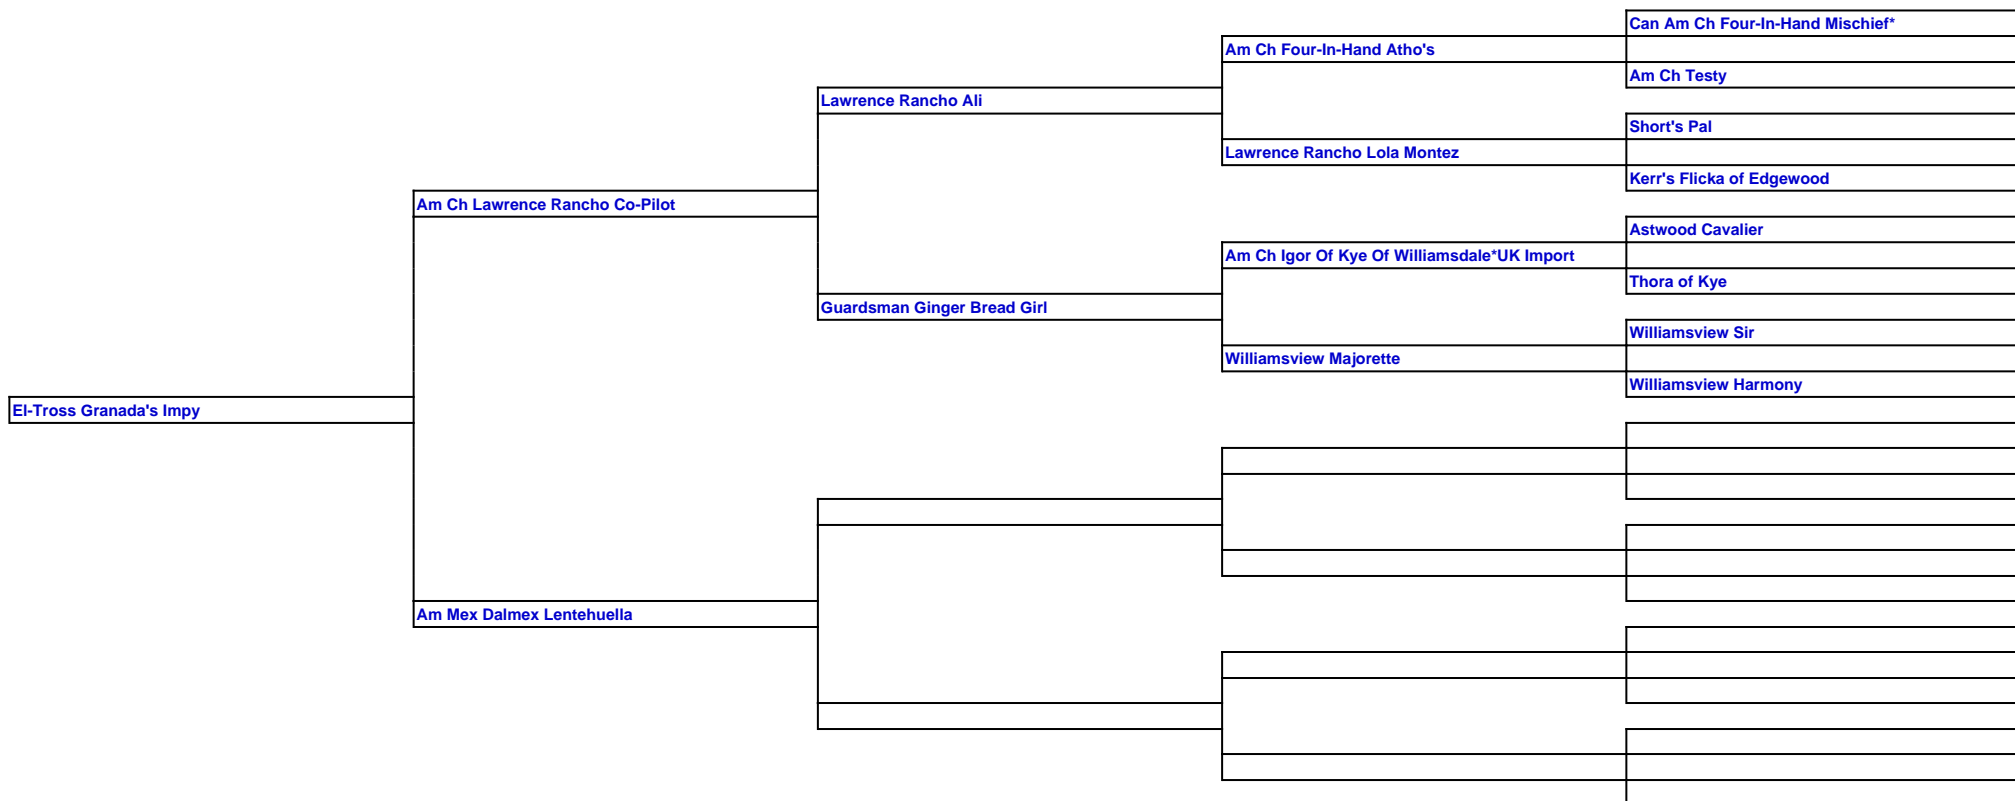 Can Am Ch Four-In-Hand Mischief*
Am Ch Four-In-Hand Atho's
Am Ch Testy
Lawrence Rancho Ali
Short's Pal
Lawrence Rancho Lola Montez
Kerr's Flicka of Edgewood
Am Ch Lawrence Rancho Co-Pilot
Astwood Cavalier
Am Ch Igor Of Kye Of Williamsdale*UK Import
Thora of Kye
Guardsman Ginger Bread Girl
Williamsview Sir
Williamsview Majorette
Williamsview Harmony
El-Tross Granada's Impy
Am Mex Dalmex Lentehuella